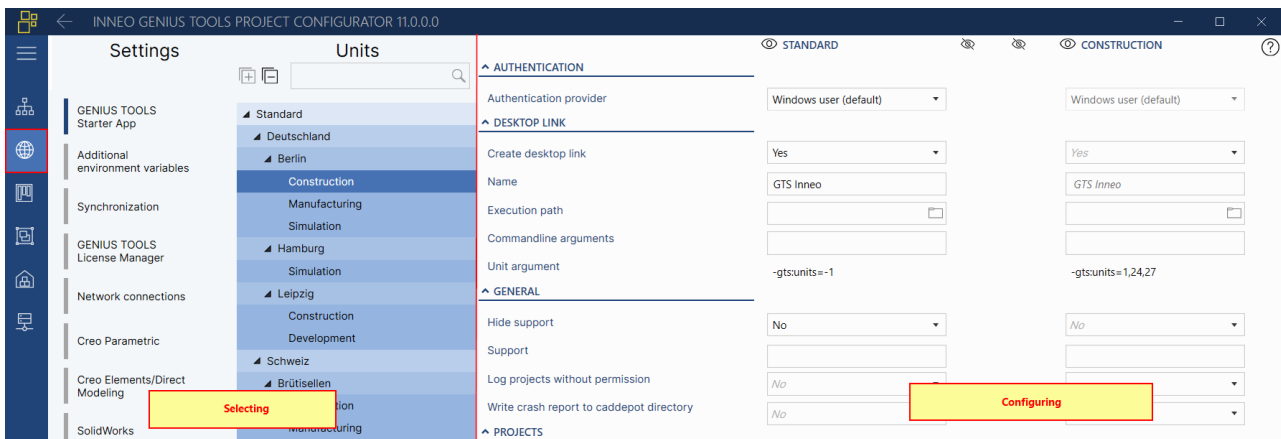 INNEO GENIUS TOOLS PROJECT CONFIGURATOR 11.0.0.0
Settings
GENIUS TOOLS
Starter App
Additional
environment variables
Synchronization
GENIUS TOOLS
License Manager
Network connections
Creo Parametric
Creo Elements/Direct
Modeling
SolidWorks
Units
Standard
Deutschland
Berlin
Construction
Manufacturing
Simulation
Hamburg
Simulation
Leipzig
Construction
Development
Schweiz
Brütisellen
Selecting
STANDARD
CONSTRUCTION
AUTHENTICATION
Authentication provider
Windows user (default)
Windows user (default)
DESKTOP LINK
Create desktop link
Yes
Yes
Name
GTS Inneo
GTS Inneo
Execution path
Commandline arguments
Unit argument
-gts:units=-1
-gts:units=1,24,27
GENERAL
Hide support
No
No
Support
Log projects without permission
No
Write crash report to caddepot directory
No
PROJECTS
Configuring